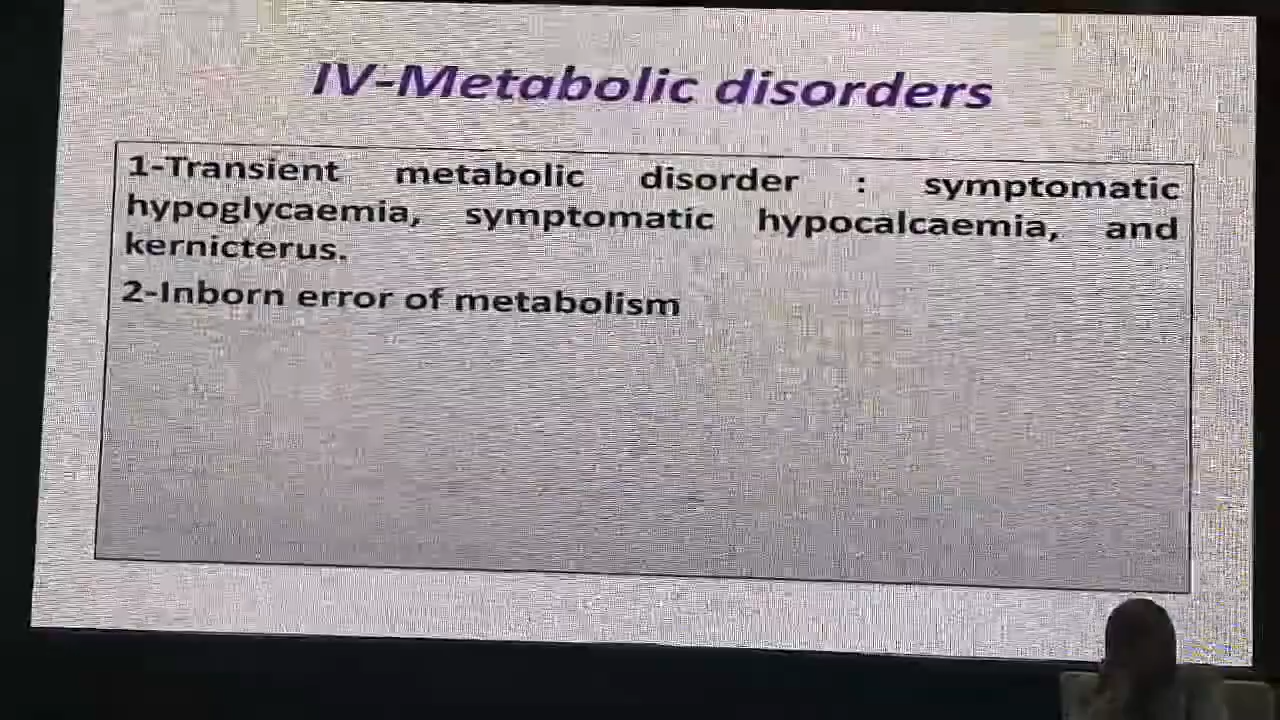 IV-Metabolic disorders
1-Transient metabolic disorder : symptomatic
hypoglycaemia, symptomatic hypocalcaemia, and
kernicterus.
2-Inborn error of metabolism